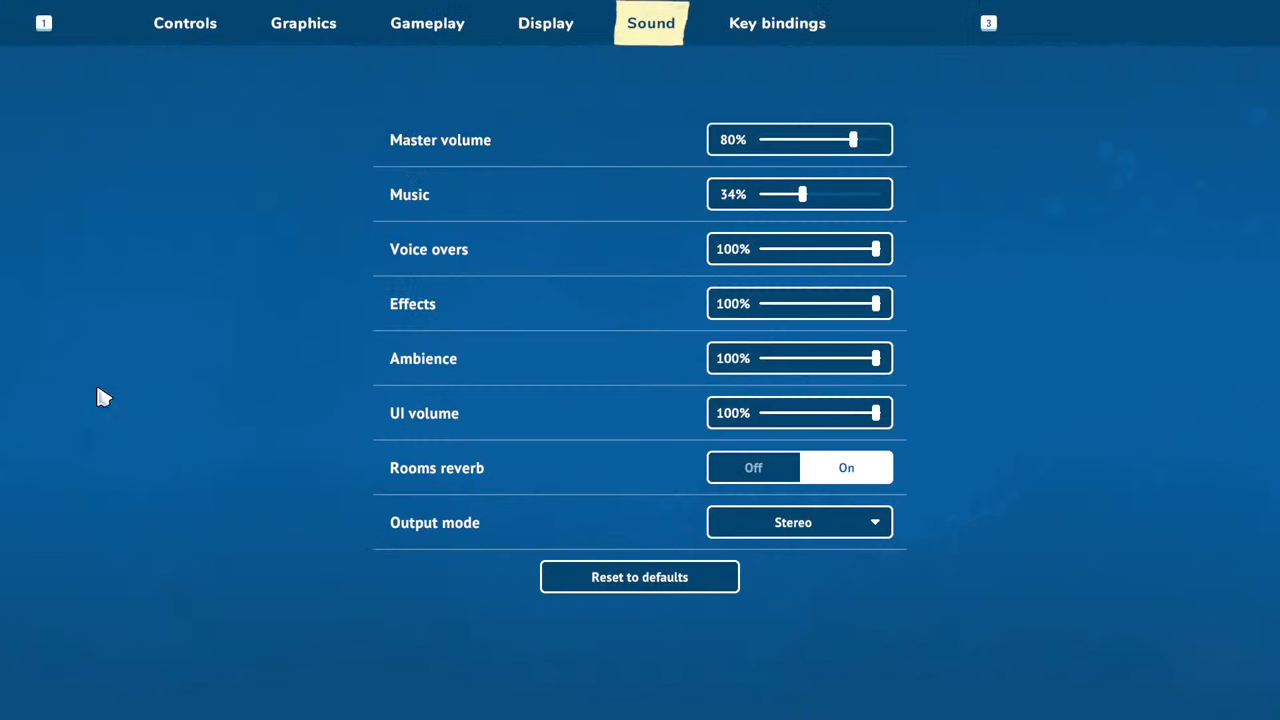 1 Controls Graphics Gameplay Display Sound Key bindings 3
Master volume 80%
Music 34%
Voice overs 100%
Effects 100%
Ambience 100%
UI volume 100%
Rooms reverb Off On
Output mode Stereo
Reset to defaults